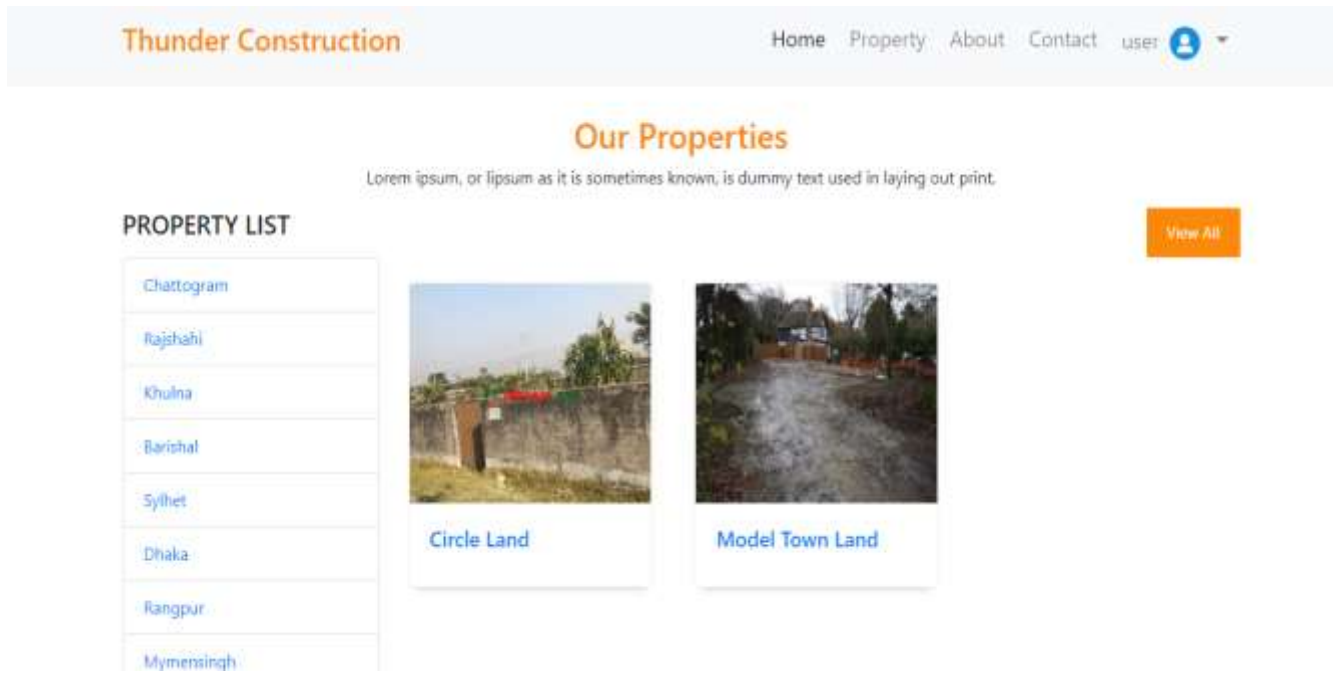 Thunder Construction
Home Property About Contact user
Our Properties
Lorem ipsum, or lipsum as it is sometimes known, is dummy text used in laying out print.
PROPERTY LIST
View All
Chattogram
Rajshahi
Khulna
Barishal
Sylhet
Dhaka
Rangpur
Mymensingh
Circle Land
Model Town Land